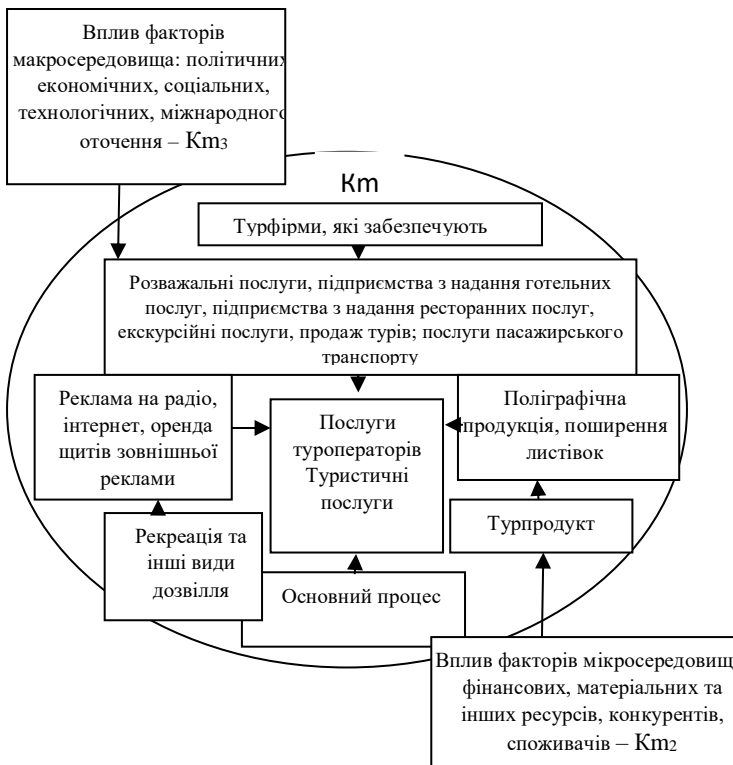 Вплив факторів
макросередовища: політичних
економічних, соціальних,
технологічних, міжнародного
оточення – Km₃
Km
Турфірми, які забезпечують
Розважальні послуги, підприємства з надання готельних
послуг, підприємства з надання ресторанних послуг,
екскурсійні послуги, продаж турів; послуги пасажирського
транспорту
Реклама на радіо,
інтернет, оренда
щитів зовнішньої
реклами
Послуги
туроператорів
Туристичні
послуги
Поліграфічна
продукція, поширення
листівок
Рекреація та
інші види
дозвілля
Турпродукт
Основний процес
Вплив факторів мікросередовищ
фінансових, матеріальних та
інших ресурсів, конкурентів,
споживачів – Km₂